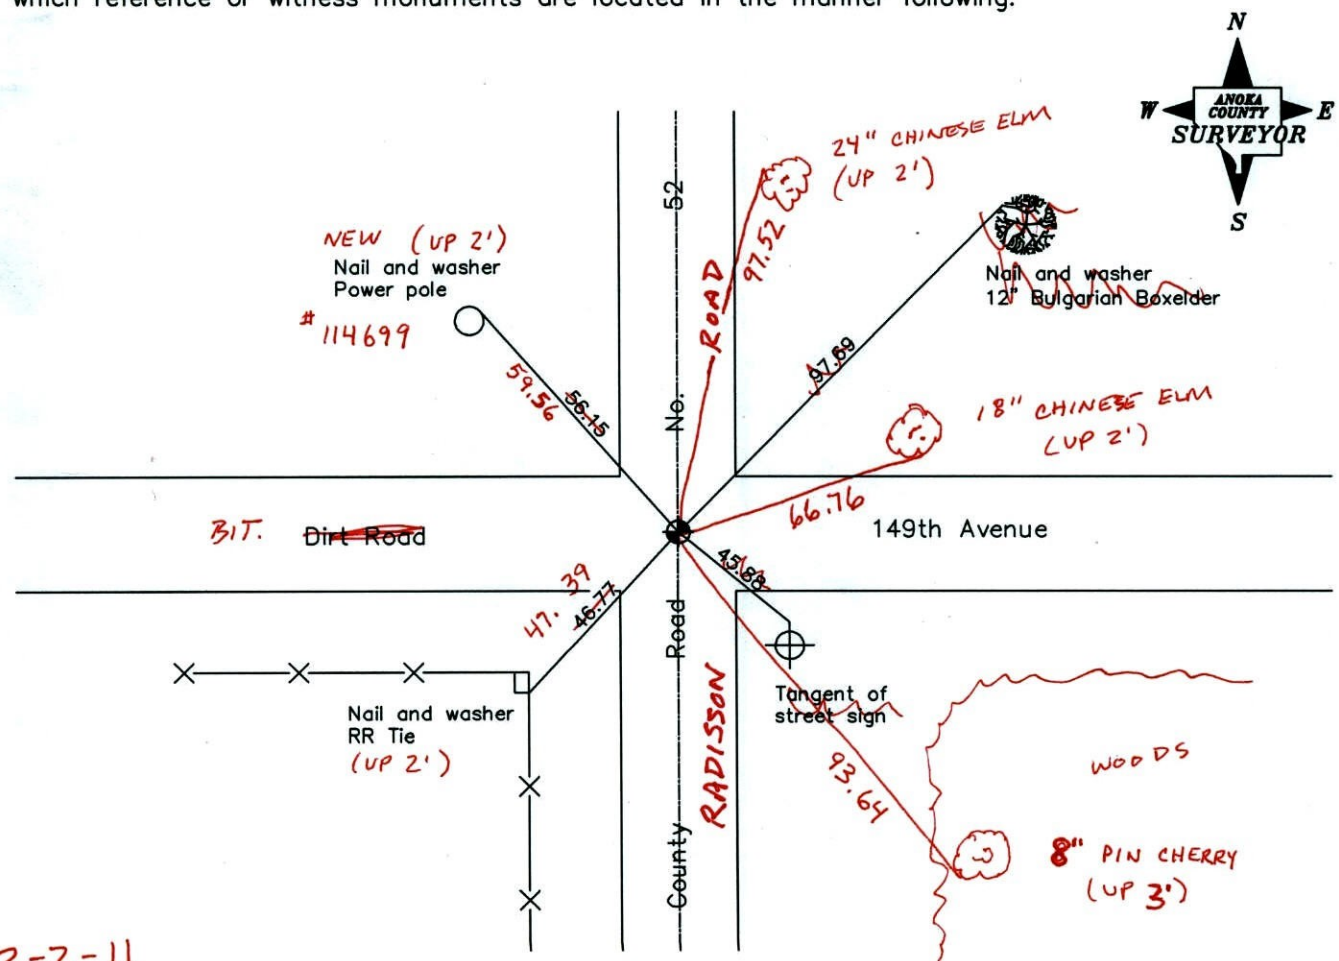 which reference or witness monuments are located in the manner following:
N
W
ANOKA
COUNTY
E
SURVEYOR
S
24" CHINESE ELM
(UP 2')
52
97.52
NEW (UP 2')
Nail and washer
Power pole
#114699
Nail and washer
12" Bulgarian Boxelder
ROAD
59.56
56.15
97.69
No.
18" CHINESE ELM
(UP 2')
66.76
BIT.
Dirt Road
149th Avenue
45.88
47.39
46.77
Road
Nail and washer
RR Tie
(UP 2')
Tangent of
street sign
RADISSON
93.64
WOODS
County
8" PIN CHERRY
(UP 3')
2-2-11